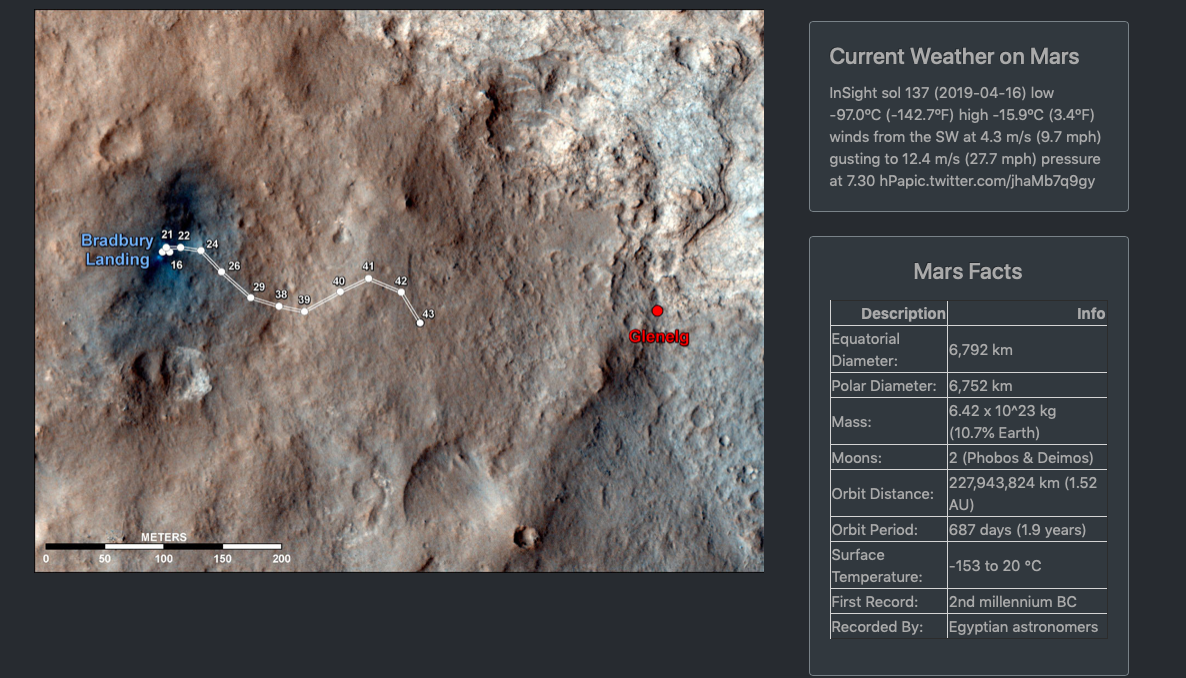 Bradbury
Landing
21 22
16
24
26
29
38
39
40
41
42
43
Glenelg
METERS
0 50 100 150 200
Current Weather on Mars
InSight sol 137 (2019-04-16) low
-97.0ºC (-142.7ºF) high -15.9ºC (3.4ºF)
winds from the SW at 4.3 m/s (9.7 mph)
gusting to 12.4 m/s (27.7 mph) pressure
at 7.30 hPapic.twitter.com/jhaMb7q9gy
Mars Facts
Description Info
Equatorial
Diameter: 6,792 km
Polar Diameter: 6,752 km
Mass: 6.42 x 10^23 kg
(10.7% Earth)
Moons: 2 (Phobos & Deimos)
Orbit Distance: 227,943,824 km (1.52
AU)
Orbit Period: 687 days (1.9 years)
Surface
Temperature: -153 to 20 °C
First Record: 2nd millennium BC
Recorded By: Egyptian astronomers